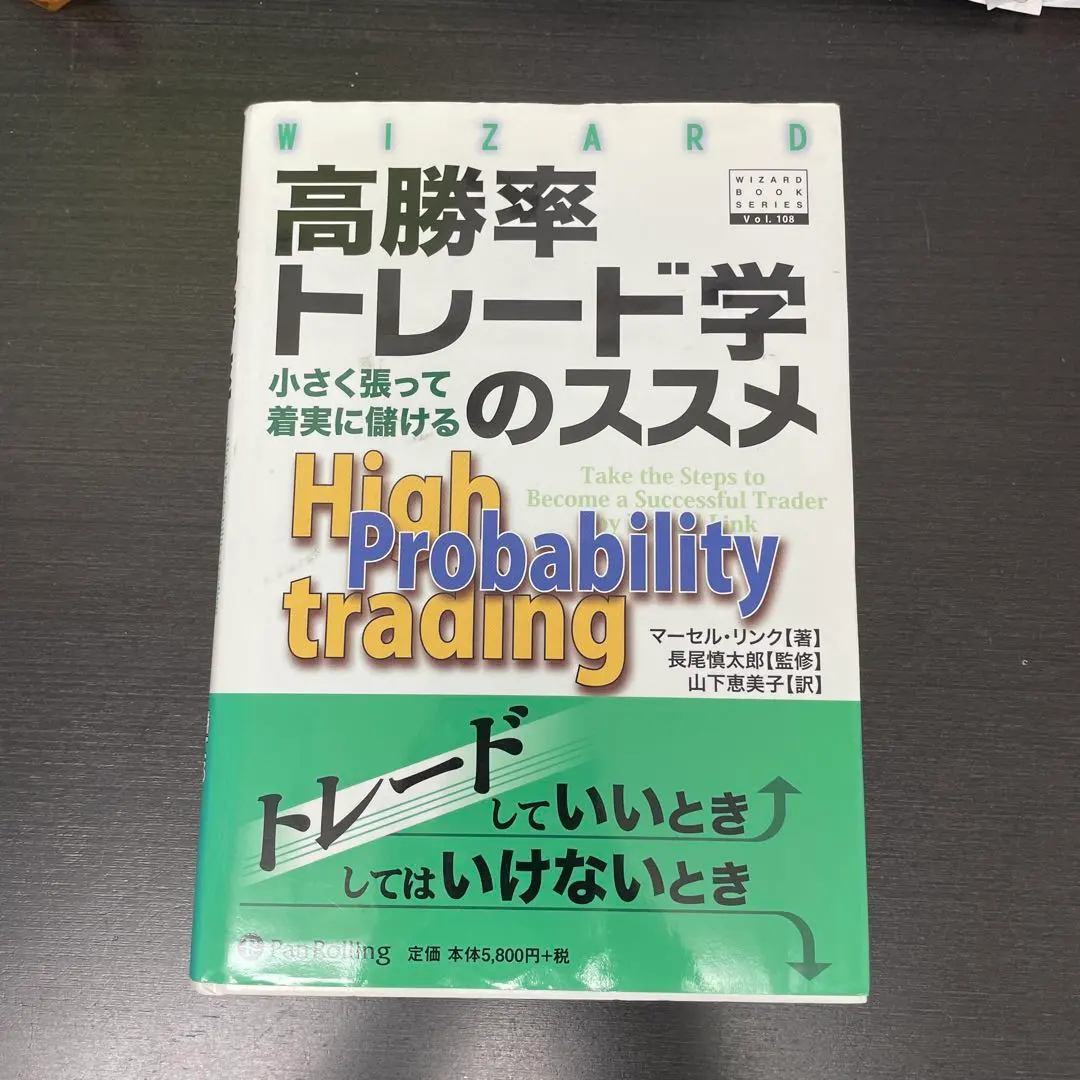 WIZARD
WIZARD
BOOK
SERIES
Vol. 108
高勝率
トレード学
のススメ
小さく張って
着実に儲ける
Take the Steps to
Become a Successful Trader
by Link
High
Probability
trading
マーセル・リンク【著】
長尾慎太郎【監修】
山下恵美子【訳】
トレード
していいとき
してはいけないとき
PanRolling 定価 本体5,800円+税